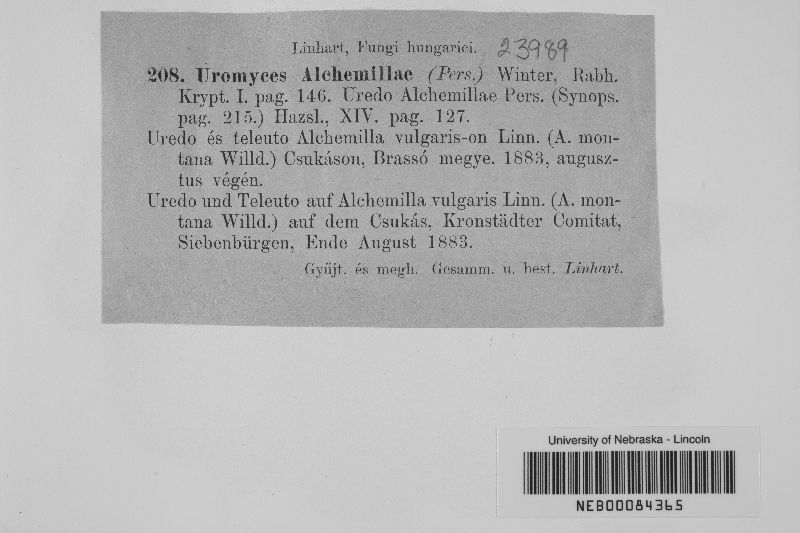 Linhart, Fungi hungarici. 23989
208. Uromyces Alchemillae (Pers.) Winter, Rabh.
Krypt. I. pag. 146. Uredo Alchemillae Pers. (Synops.
pag. 215.) Hazsl., XIV. pag. 127.
Uredo és teleuto Alchemilla vulgaris-on Linn. (A. mon-
tana Willd.) Csukáson, Brassó megye. 1883, augusz-
tus végén.
Uredo und Teleuto auf Alchemilla vulgaris Linn. (A. mon-
tana Willd.) auf dem Csukás, Kronstädter Comitat,
Siebenbürgen, Ende August 1883.
Gyűjt. és megh. Gesamm. u. best. Linhart.
University of Nebraska - Lincoln
NEB00084365